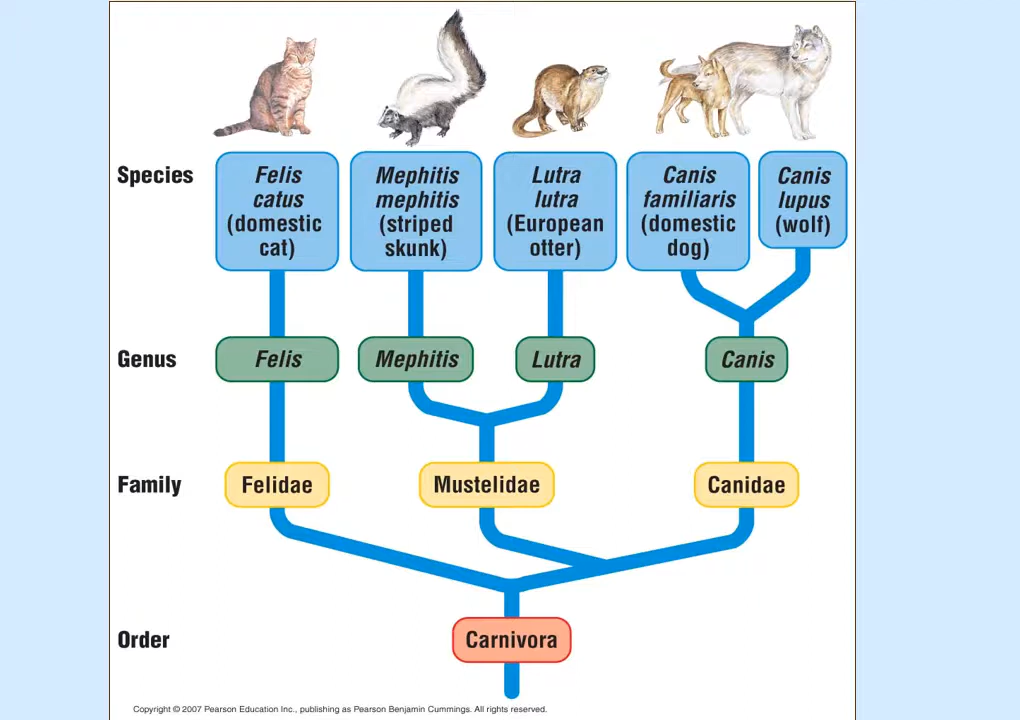 Species
Felis
catus
(domestic
cat)
Mephitis
mephitis
(striped
skunk)
Lutra
lutra
(European
otter)
Canis
familiaris
(domestic
dog)
Canis
lupus
(wolf)
Genus
Felis
Mephitis
Lutra
Canis
Family
Felidae
Mustelidae
Canidae
Order
Carnivora
Copyright © 2007 Pearson Education Inc., publishing as Pearson Benjamin Cummings. All rights reserved.